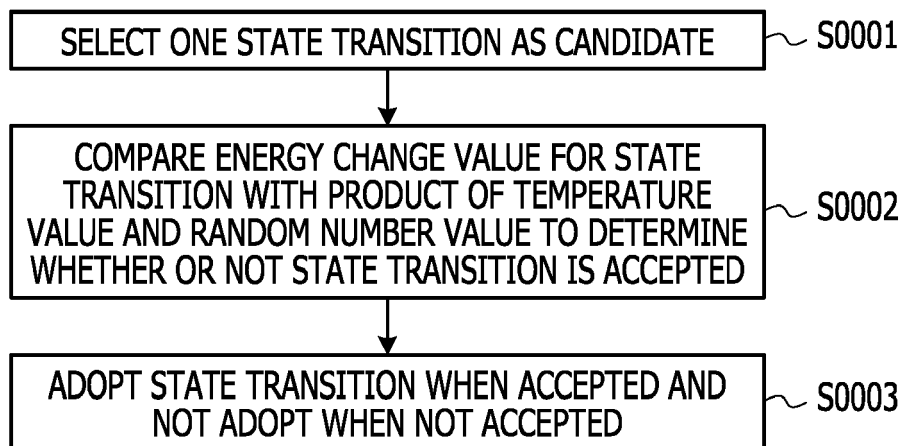 SELECT ONE STATE TRANSITION AS CANDIDATE
S0001
COMPARE ENERGY CHANGE VALUE FOR STATE
TRANSITION WITH PRODUCT OF TEMPERATURE
VALUE AND RANDOM NUMBER VALUE TO DETERMINE
WHETHER OR NOT STATE TRANSITION IS ACCEPTED
S0002
ADOPT STATE TRANSITION WHEN ACCEPTED AND
NOT ADOPT WHEN NOT ACCEPTED
S0003